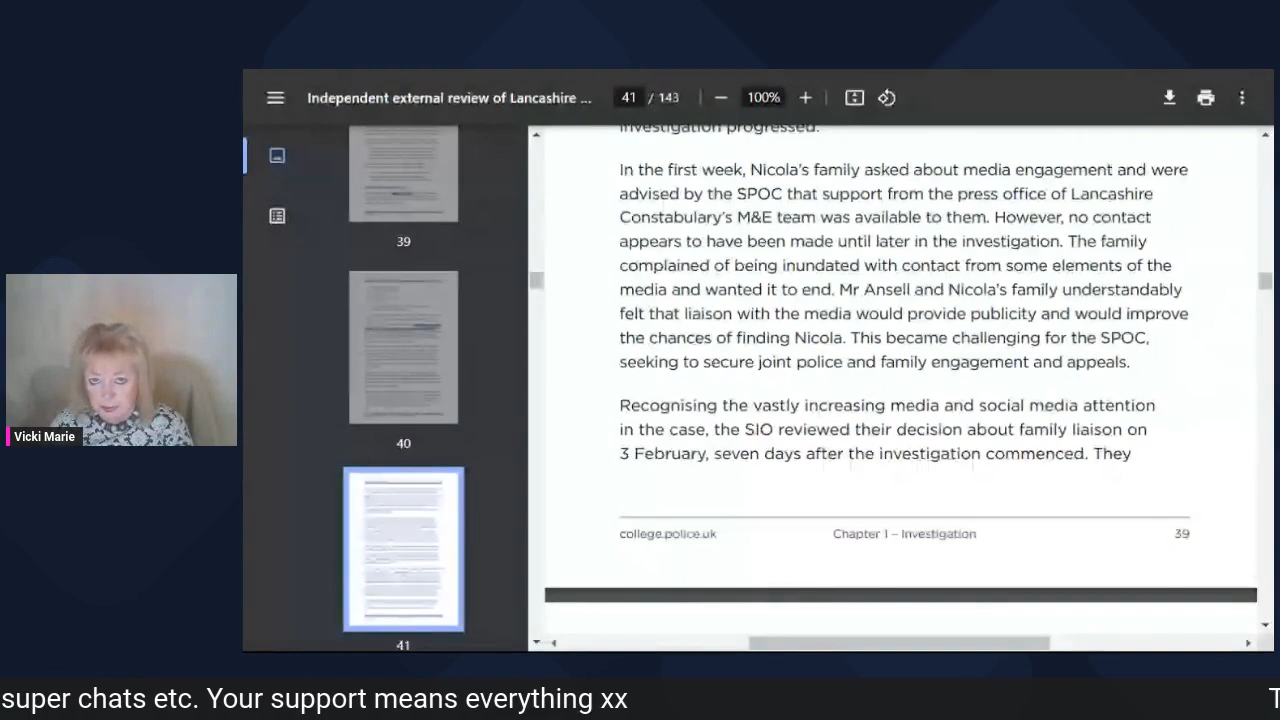 Independent external review of Lancashire ...
41 / 143
100%
investigation progressed.
In the first week, Nicola's family asked about media engagement and were
advised by the SPOC that support from the press office of Lancashire
Constabulary's M&E team was available to them. However, no contact
appears to have been made until later in the investigation. The family
complained of being inundated with contact from some elements of the
media and wanted it to end. Mr Ansell and Nicola's family understandably
felt that liaison with the media would provide publicity and would improve
the chances of finding Nicola. This became challenging for the SPOC,
seeking to secure joint police and family engagement and appeals.
Recognising the vastly increasing media and social media attention
in the case, the SIO reviewed their decision about family liaison on
3 February, seven days after the investigation commenced. They
college.police.uk
Chapter 1 – Investigation
39
39
40
41
Vicki Marie
super chats etc. Your support means everything xx
T